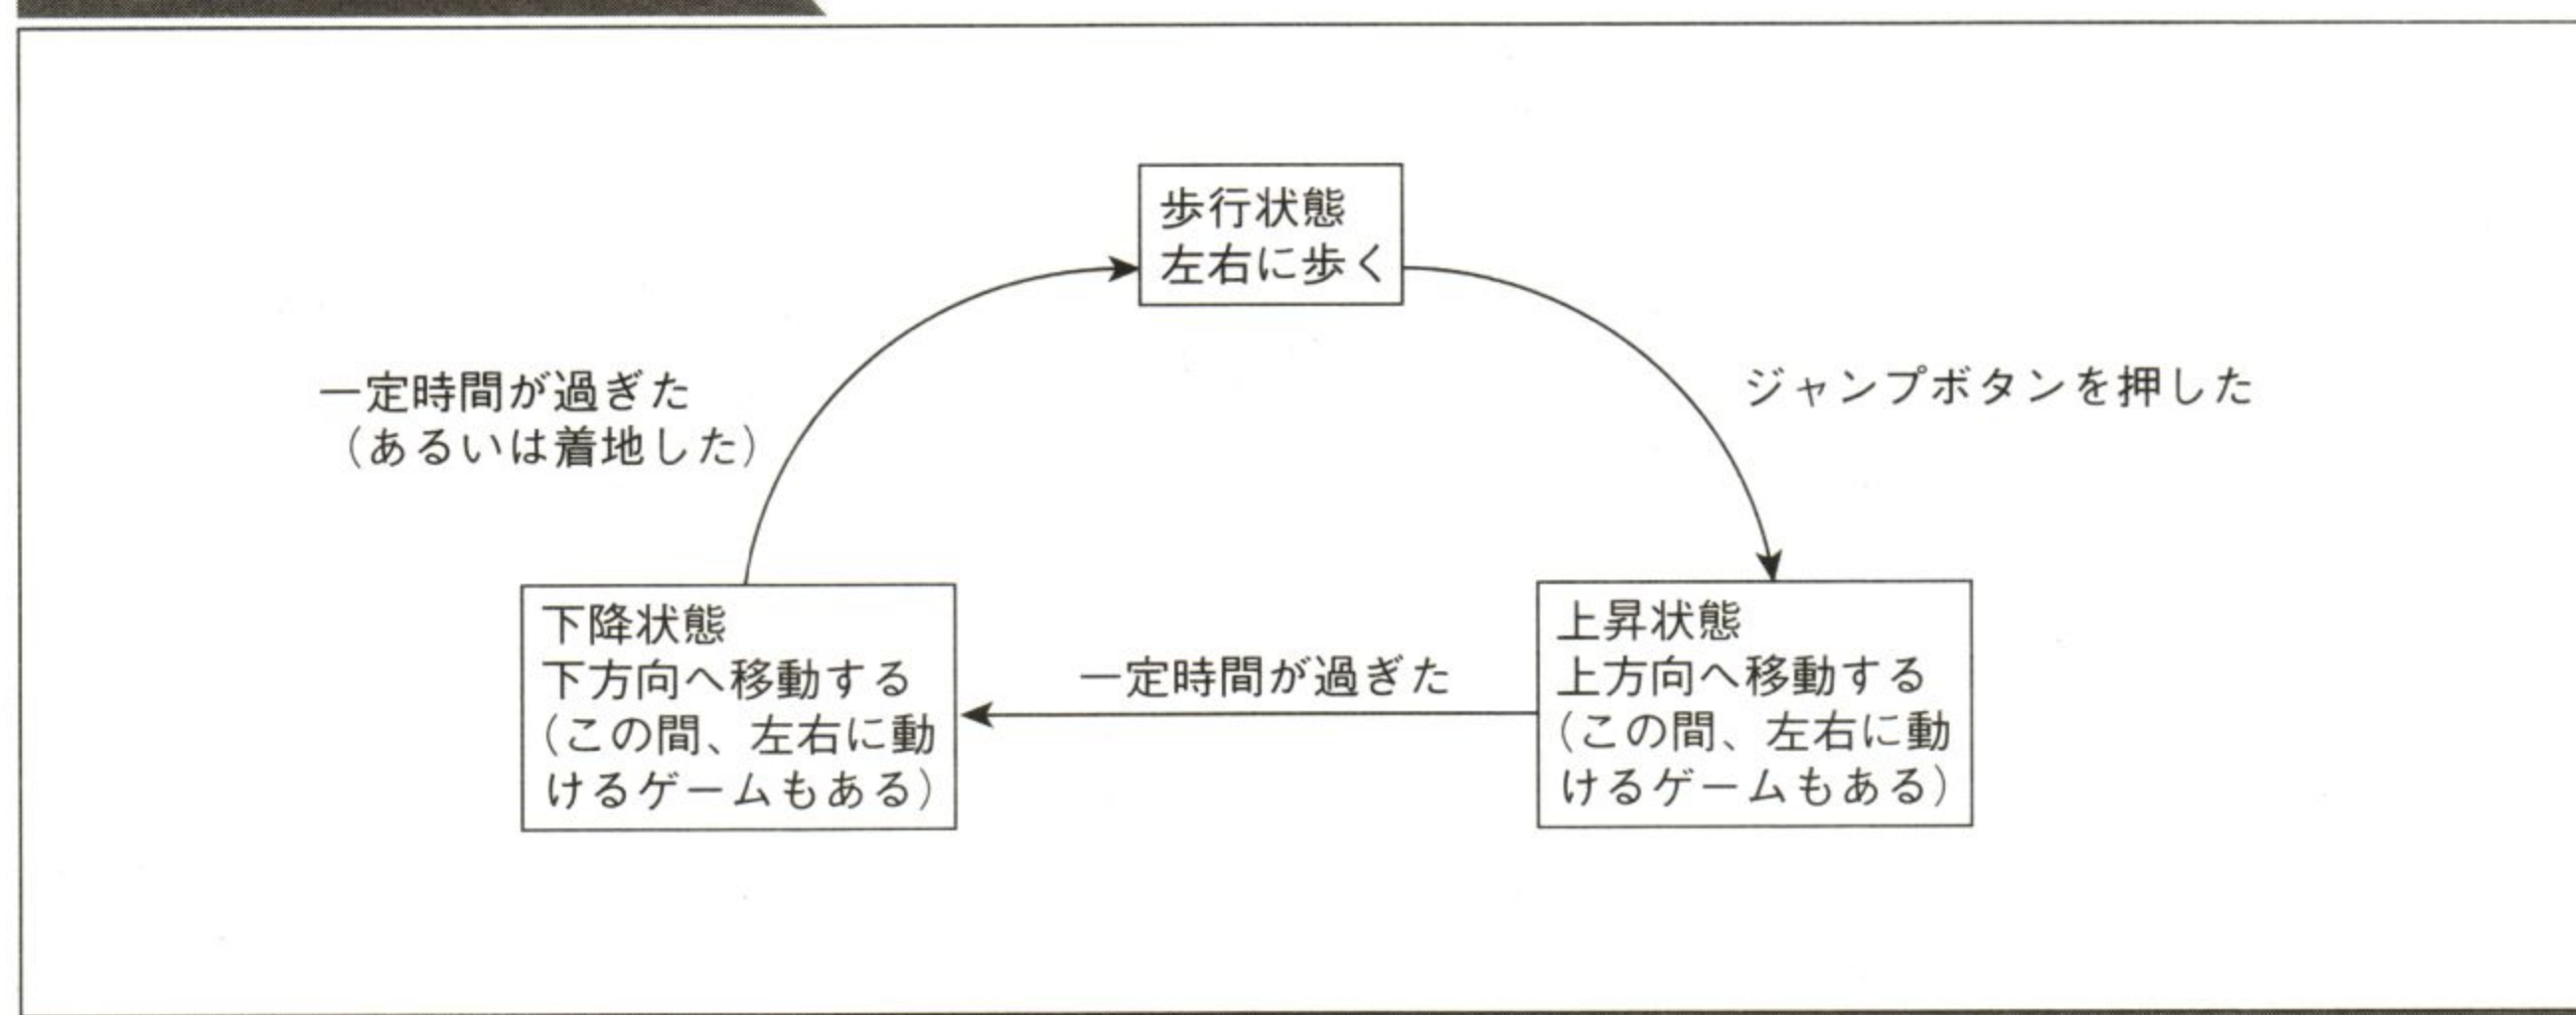 歩行状態
左右に歩く
一定時間が過ぎた
（あるいは着地した）
ジャンプボタンを押した
下降状態
下方向へ移動する
（この間、左右に動
けるゲームもある）
一定時間が過ぎた
上昇状態
上方向へ移動する
（この間、左右に動
けるゲームもある）